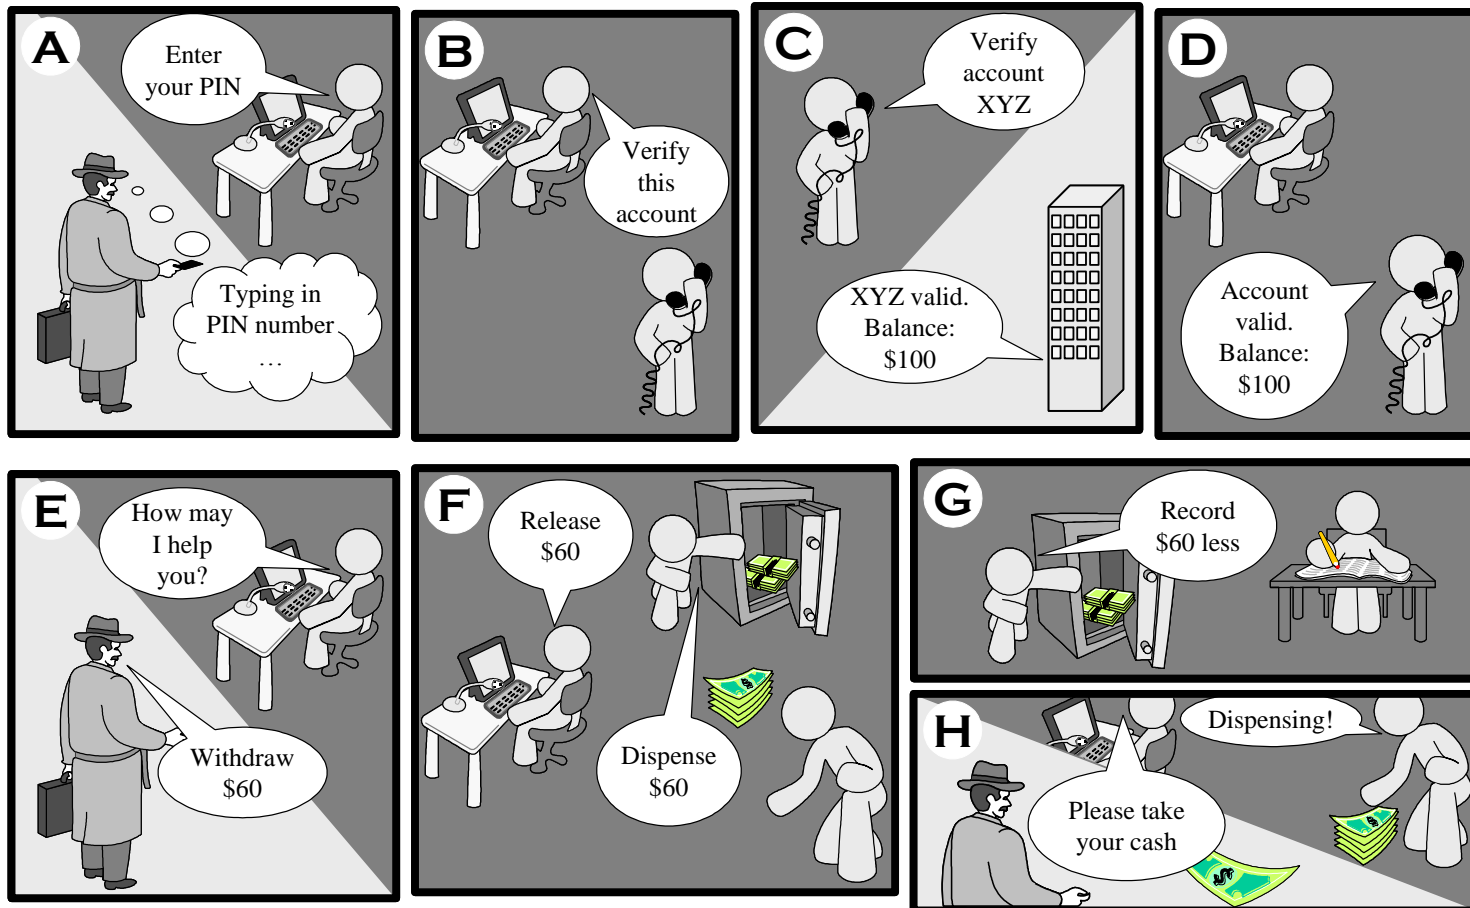 A
Enter
your PIN
Typing in
PIN number
…
B
Verify
this
account
C
Verify
account
XYZ
XYZ valid.
Balance:
$100
D
Account
valid.
Balance:
$100
E
How may
I help
you?
Withdraw
$60
F
Release
$60
Dispense
$60
G
Record
$60 less
H
Dispensing!
Please take
your cash